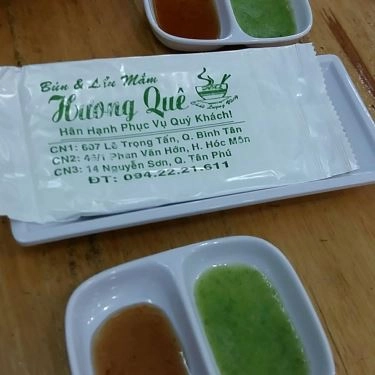 Bún & Lẩu Mắm
Hương Quê
Hân Hạnh Phục Vụ Quý Khách!
CN1: 607 Lê Trọng Tấn, Q. Bình Tân
CN2: Phan Văn Hớn, H. Hóc Môn
CN3: 14 Nguyễn Sơn, Q. Tân Phú
ĐT: 094.22.21.611